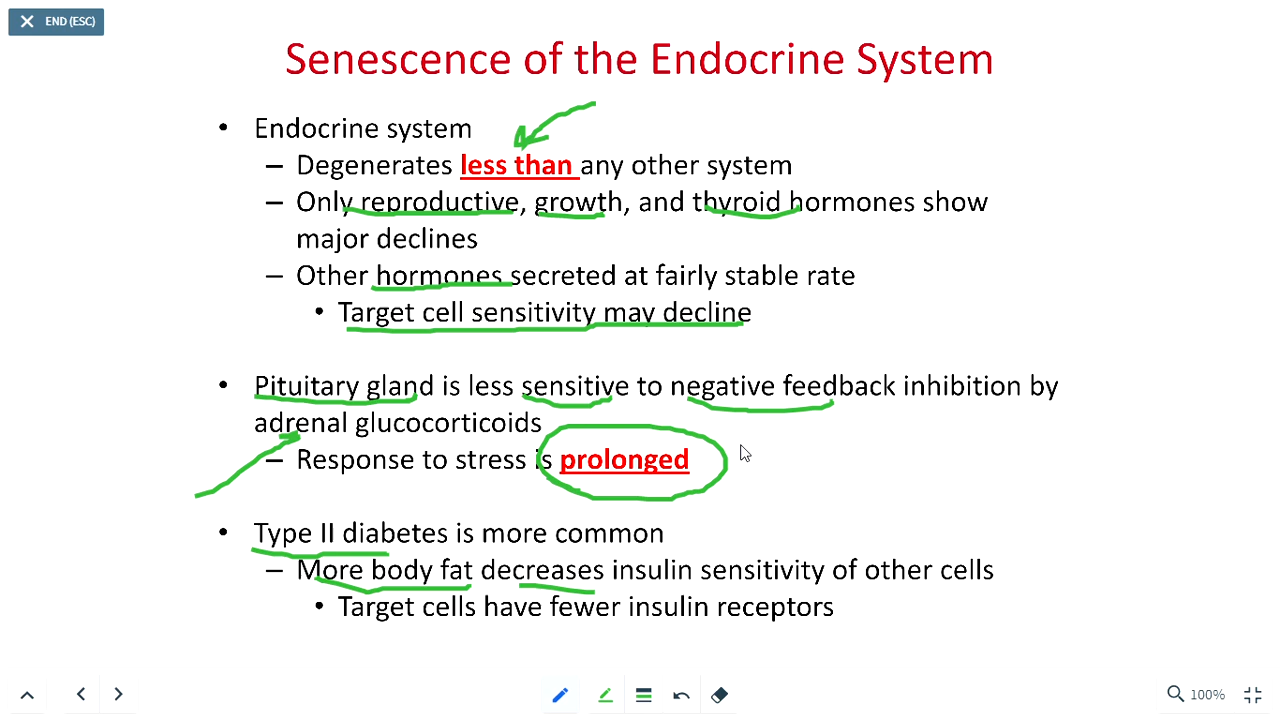 END (ESC)
Senescence of the Endocrine System
• Endocrine system
– Degenerates less than any other system
– Only reproductive, growth, and thyroid hormones show
major declines
– Other hormones secreted at fairly stable rate
• Target cell sensitivity may decline
• Pituitary gland is less sensitive to negative feedback inhibition by
adrenal glucocorticoids
– Response to stress is prolonged
• Type II diabetes is more common
– More body fat decreases insulin sensitivity of other cells
• Target cells have fewer insulin receptors
100%